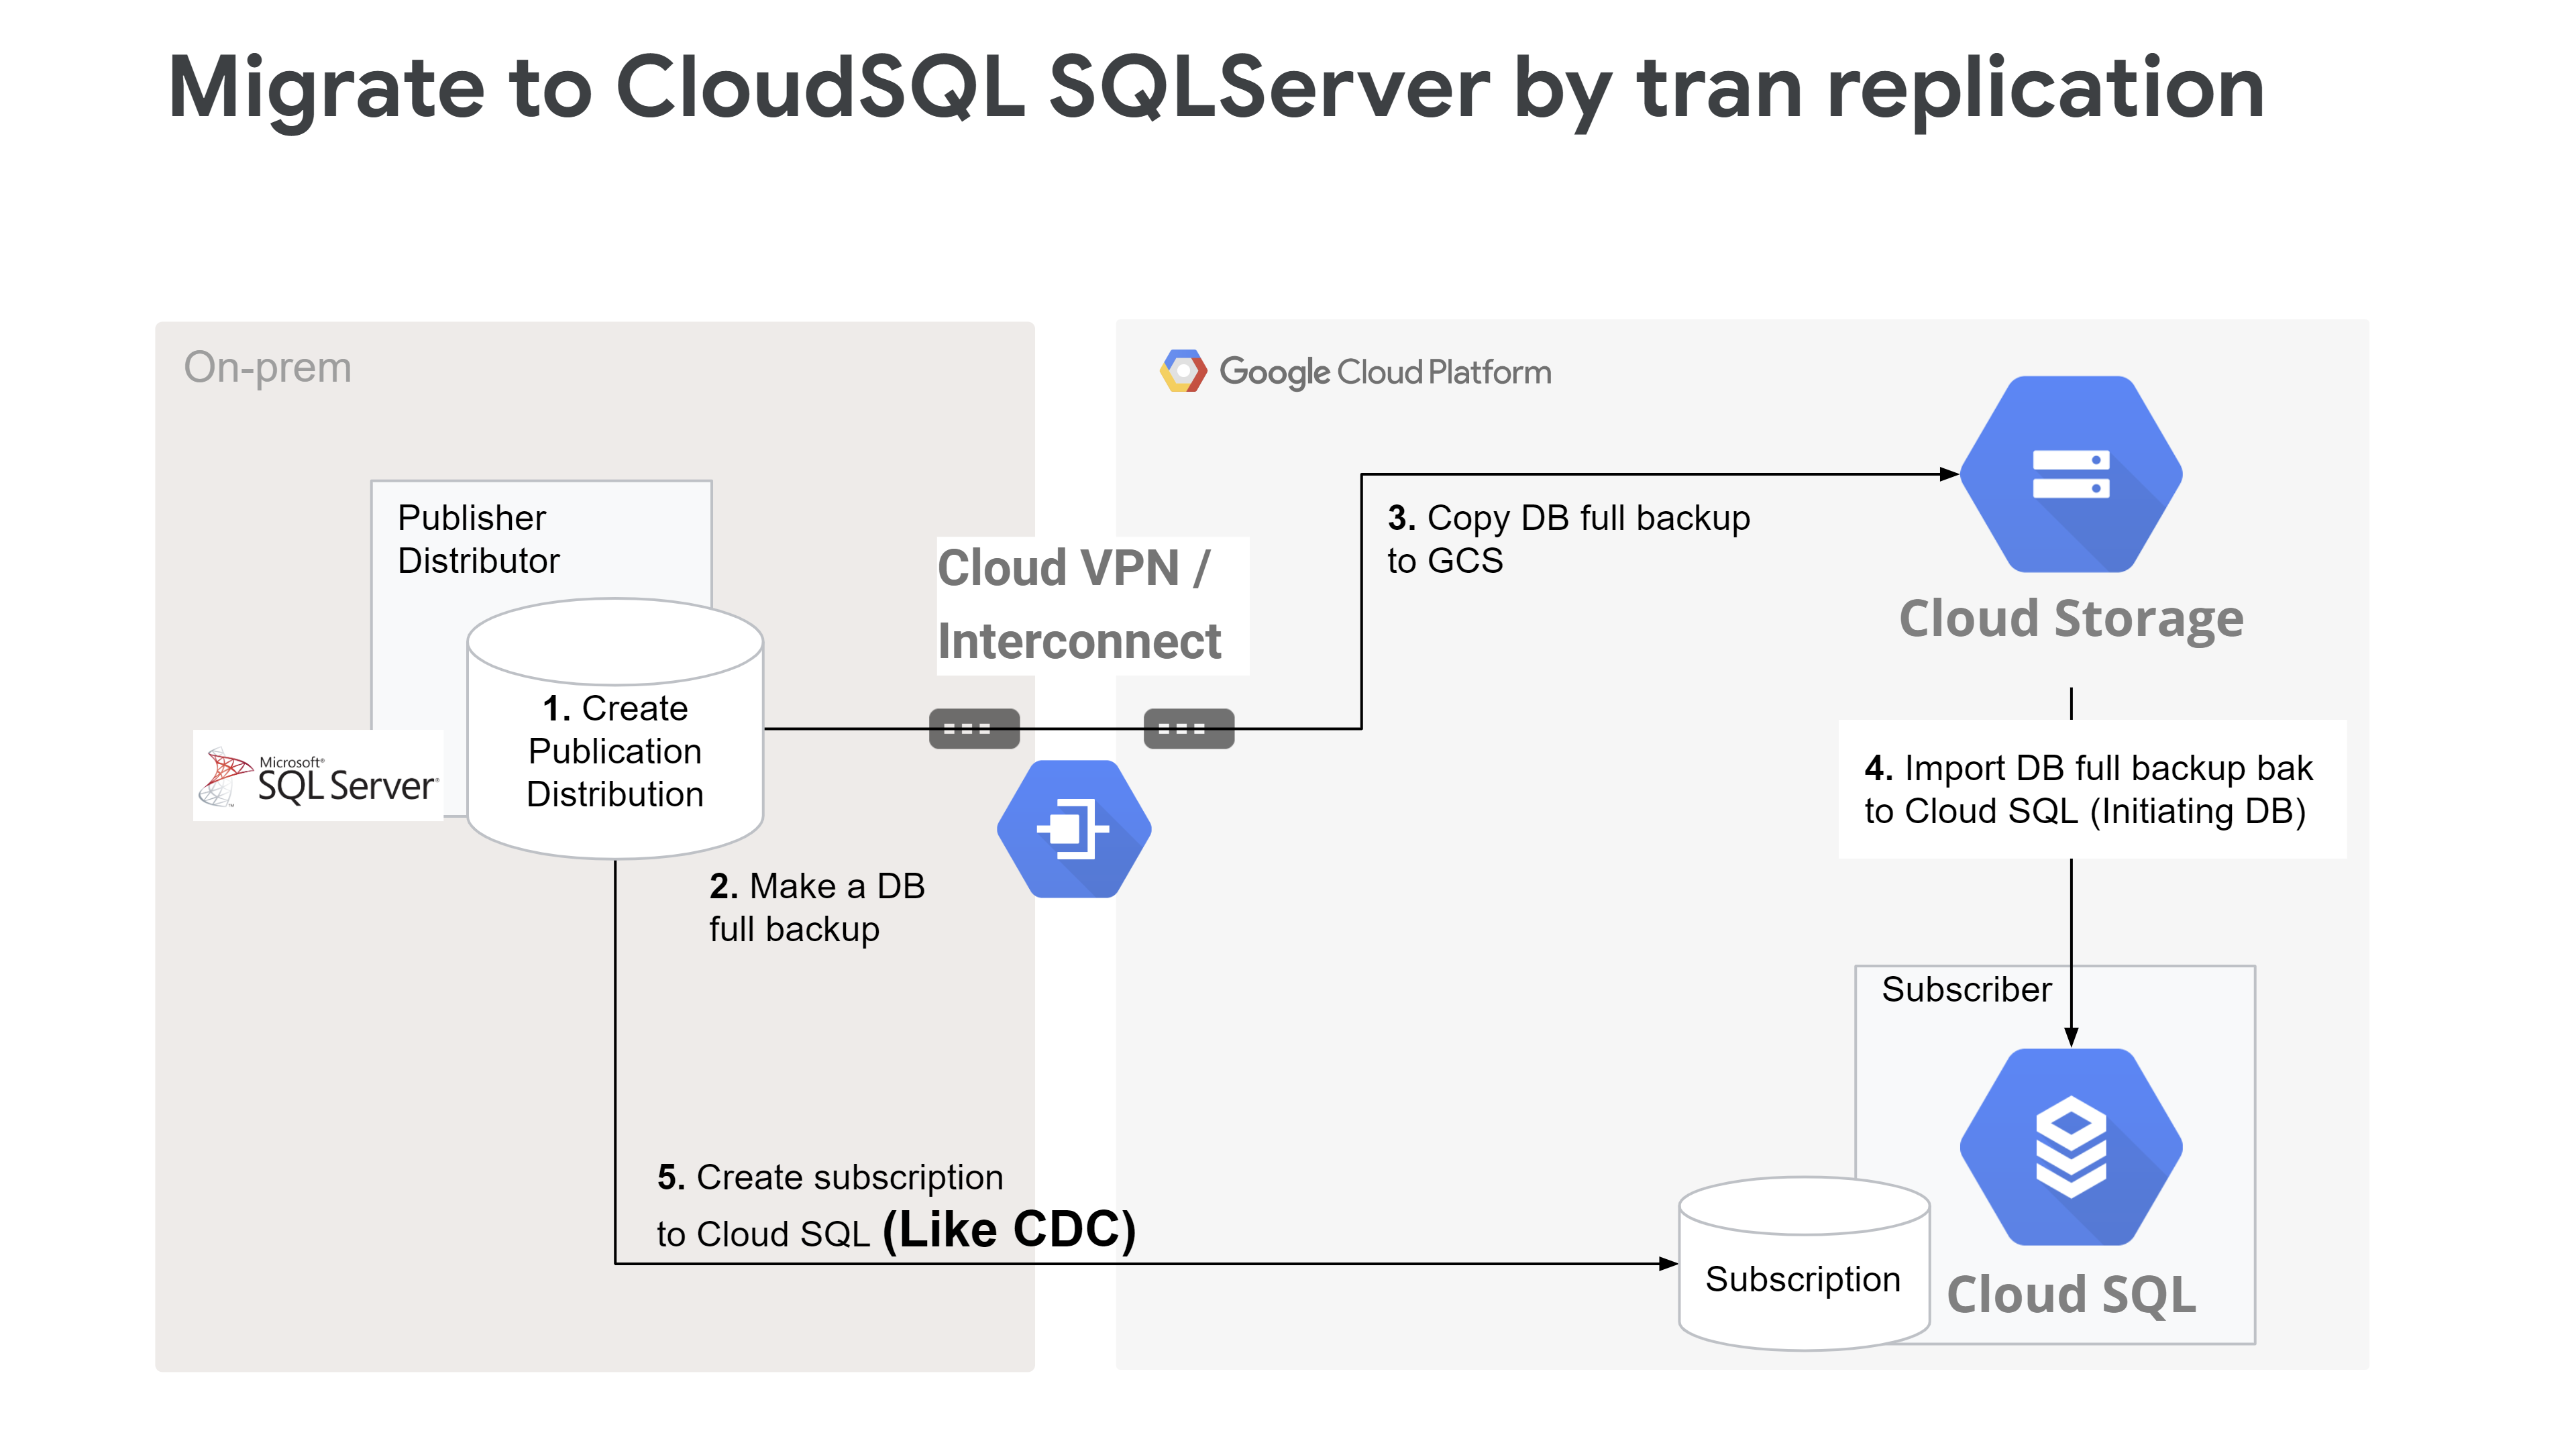 Migrate to CloudSQL SQLServer by tran replication
On-prem
Google Cloud Platform
Publisher
Distributor
Cloud VPN /
Interconnect
3. Copy DB full backup
to GCS
Cloud Storage
1. Create
Publication
Distribution
Microsoft®
SQL Server®
™
4. Import DB full backup bak
to Cloud SQL (Initiating DB)
2. Make a DB
full backup
Subscriber
5. Create subscription
to Cloud SQL (Like CDC)
Subscription
Cloud SQL